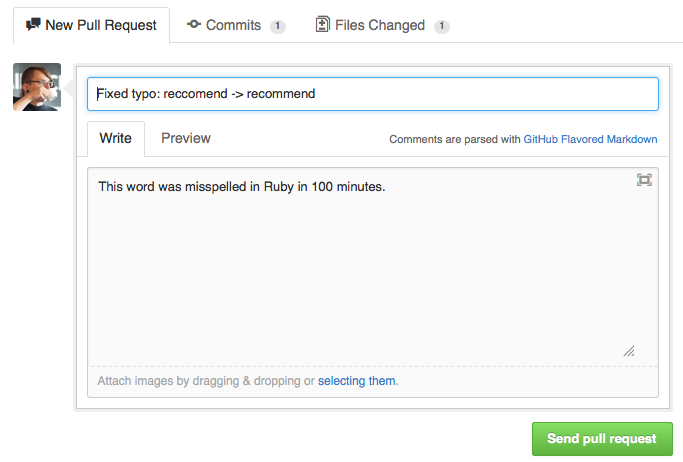 New Pull Request Commits 1 Files Changed 1
Fixed typo: reccomend -> recommend
Write Preview Comments are parsed with GitHub Flavored Markdown
This word was misspelled in Ruby in 100 minutes.
Attach images by dragging & dropping or selecting them.
Send pull request